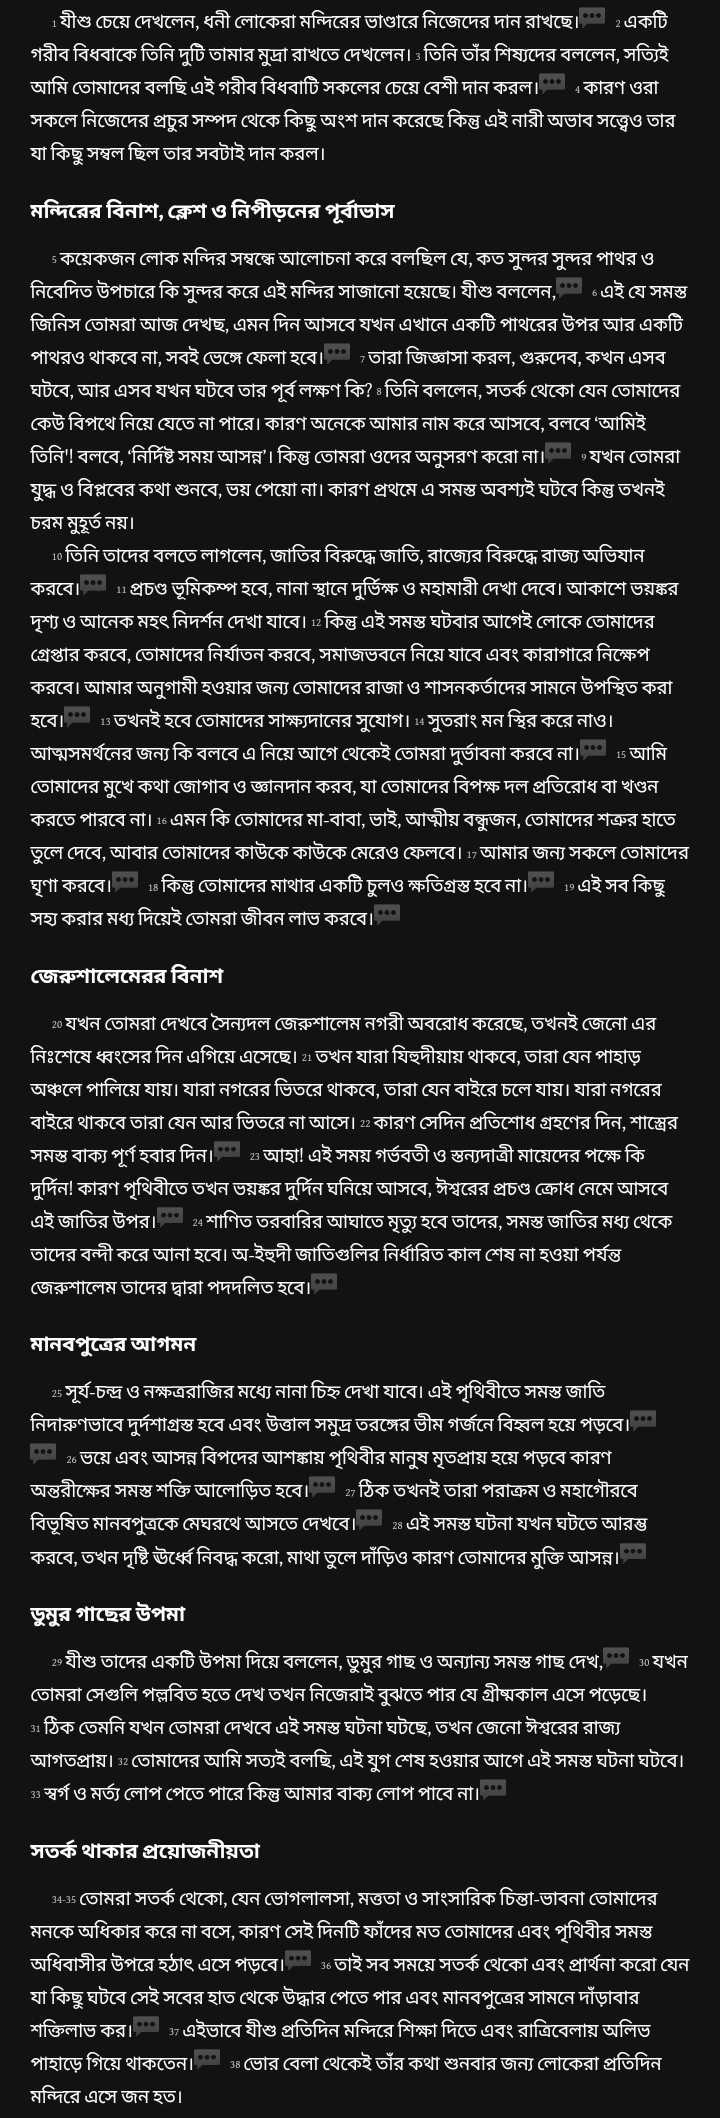 1 যীশু চেয়ে দেখলেন, ধনী লোকেরা মন্দিরের ভাণ্ডারে নিজেদের দান রাখছে। 2 একটি
গরীব বিধবাকে তিনি দুটি তামার মুদ্রা রাখতে দেখলেন। 3 তিনি তাঁর শিষ্যদের বললেন, সত্যিই
আমি তোমাদের বলছি এই গরীব বিধবাটি সকলের চেয়ে বেশী দান করল। 4 কারণ ওরা
সকলে নিজেদের প্রচুর সম্পদ থেকে কিছু অংশ দান করেছে কিন্তু এই নারী অভাব সত্ত্বেও তার
যা কিছু সম্বল ছিল তার সবটাই দান করল।
মন্দিরের বিনাশ, ক্লেশ ও নিপীড়নের পূর্বাভাস
5 কয়েকজন লোক মন্দির সম্বন্ধে আলোচনা করে বলছিল যে, কত সুন্দর সুন্দর পাথর ও
নিবেদিত উপচারে কি সুন্দর করে এই মন্দির সাজানো হয়েছে। যীশু বললেন, 6 এই যে সমস্ত
জিনিস তোমরা আজ দেখছ, এমন দিন আসবে যখন এখানে একটি পাথরের উপর আর একটি
পাথরও থাকবে না, সবই ভেঙ্গে ফেলা হবে। 7 তারা জিজ্ঞাসা করল, গুরুদেব, কখন এসব
ঘটবে, আর এসব যখন ঘটবে তার পূর্ব লক্ষণ কি? 8 তিনি বললেন, সতর্ক থেকো যেন তোমাদের
কেউ বিপথে নিয়ে যেতে না পারে। কারণ অনেকে আমার নাম করে আসবে, বলবে ‘আমিই
তিনি'! বলবে, ‘নির্দিষ্ট সময় আসন্ন’। কিন্তু তোমরা ওদের অনুসরণ করো না। 9 যখন তোমরা
যুদ্ধ ও বিপ্লবের কথা শুনবে, ভয় পেয়ো না। কারণ প্রথমে এ সমস্ত অবশ্যই ঘটবে কিন্তু তখনই
চরম মুহূর্ত নয়।
10 তিনি তাদের বলতে লাগলেন, জাতির বিরুদ্ধে জাতি, রাজ্যের বিরুদ্ধে রাজ্য অভিযান
করবে। 11 প্রচণ্ড ভূমিকম্প হবে, নানা স্থানে দুর্ভিক্ষ ও মহামারী দেখা দেবে। আকাশে ভয়ঙ্কর
দৃশ্য ও আনেক মহৎ নিদর্শন দেখা যাবে। 12 কিন্তু এই সমস্ত ঘটবার আগেই লোকে তোমাদের
গ্রেপ্তার করবে, তোমাদের নির্যাতন করবে, সমাজভবনে নিয়ে যাবে এবং কারাগারে নিক্ষেপ
করবে। আমার অনুগামী হওয়ার জন্য তোমাদের রাজা ও শাসনকর্তাদের সামনে উপস্থিত করা
হবে। 13 তখনই হবে তোমাদের সাক্ষ্যদানের সুযোগ। 14 সুতরাং মন স্থির করে নাও।
আত্মসমর্থনের জন্য কি বলবে এ নিয়ে আগে থেকেই তোমরা দুর্ভাবনা করবে না। 15 আমি
তোমাদের মুখে কথা জোগাব ও জ্ঞানদান করব, যা তোমাদের বিপক্ষ দল প্রতিরোধ বা খণ্ডন
করতে পারবে না। 16 এমন কি তোমাদের মা-বাবা, ভাই, আত্মীয় বন্ধুজন, তোমাদের শত্রুর হাতে
তুলে দেবে, আবার তোমাদের কাউকে কাউকে মেরেও ফেলবে। 17 আমার জন্য সকলে তোমাদের
ঘৃণা করবে। 18 কিন্তু তোমাদের মাথার একটি চুলও ক্ষতিগ্রস্ত হবে না। 19 এই সব কিছু
সহ্য করার মধ্য দিয়েই তোমরা জীবন লাভ করবে।
জেরুশালেমেরর বিনাশ
20 যখন তোমরা দেখবে সৈন্যদল জেরুশালেম নগরী অবরোধ করেছে, তখনই জেনো এর
নিঃশেষে ধ্বংসের দিন এগিয়ে এসেছে। 21 তখন যারা যিহুদীয়ায় থাকবে, তারা যেন পাহাড়
অঞ্চলে পালিয়ে যায়। যারা নগরের ভিতরে থাকবে, তারা যেন বাইরে চলে যায়। যারা নগরের
বাইরে থাকবে তারা যেন আর ভিতরে না আসে। 22 কারণ সেদিন প্রতিশোধ গ্রহণের দিন, শাস্ত্রের
সমস্ত বাক্য পূর্ণ হবার দিন। 23 আহা! এই সময় গর্ভবতী ও স্তন্যদাত্রী মায়েদের পক্ষে কি
দুর্দিন! কারণ পৃথিবীতে তখন ভয়ঙ্কর দুর্দিন ঘনিয়ে আসবে, ঈশ্বরের প্রচণ্ড ক্রোধ নেমে আসবে
এই জাতির উপর। 24 শাণিত তরবারির আঘাতে মৃত্যু হবে তাদের, সমস্ত জাতির মধ্য থেকে
তাদের বন্দী করে আনা হবে। অ-ইহুদী জাতিগুলির নির্ধারিত কাল শেষ না হওয়া পর্যন্ত
জেরুশালেম তাদের দ্বারা পদদলিত হবে।
মানবপুত্রের আগমন
25 সূর্য-চন্দ্র ও নক্ষত্ররাজির মধ্যে নানা চিহ্ন দেখা যাবে। এই পৃথিবীতে সমস্ত জাতি
নিদারুণভাবে দুর্দশাগ্রস্ত হবে এবং উত্তাল সমুদ্র তরঙ্গের ভীম গর্জনে বিহ্বল হয়ে পড়বে।
26 ভয়ে এবং আসন্ন বিপদের আশঙ্কায় পৃথিবীর মানুষ মৃতপ্রায় হয়ে পড়বে কারণ
অন্তরীক্ষের সমস্ত শক্তি আলোড়িত হবে। 27 ঠিক তখনই তারা পরাক্রম ও মহাগৌরবে
বিভূষিত মানবপুত্রকে মেঘরথে আসতে দেখবে। 28 এই সমস্ত ঘটনা যখন ঘটতে আরম্ভ
করবে, তখন দৃষ্টি ঊর্ধ্বে নিবদ্ধ করো, মাথা তুলে দাঁড়িও কারণ তোমাদের মুক্তি আসন্ন।
ডুমুর গাছের উপমা
29 যীশু তাদের একটি উপমা দিয়ে বললেন, ডুমুর গাছ ও অন্যান্য সমস্ত গাছ দেখ, 30 যখন
তোমরা সেগুলি পল্লবিত হতে দেখ তখন নিজেরাই বুঝতে পার যে গ্রীষ্মকাল এসে পড়েছে।
31 ঠিক তেমনি যখন তোমরা দেখবে এই সমস্ত ঘটনা ঘটছে, তখন জেনো ঈশ্বরের রাজ্য
আগতপ্রায়। 32 তোমাদের আমি সত্যই বলছি, এই যুগ শেষ হওয়ার আগে এই সমস্ত ঘটনা ঘটবে।
33 স্বর্গ ও মর্ত্য লোপ পেতে পারে কিন্তু আমার বাক্য লোপ পাবে না।
সতর্ক থাকার প্রয়োজনীয়তা
34-35 তোমরা সতর্ক থেকো, যেন ভোগলালসা, মত্ততা ও সাংসারিক চিন্তা-ভাবনা তোমাদের
মনকে অধিকার করে না বসে, কারণ সেই দিনটি ফাঁদের মত তোমাদের এবং পৃথিবীর সমস্ত
অধিবাসীর উপরে হঠাৎ এসে পড়বে। 36 তাই সব সময়ে সতর্ক থেকো এবং প্রার্থনা করো যেন
যা কিছু ঘটবে সেই সবের হাত থেকে উদ্ধার পেতে পার এবং মানবপুত্রের সামনে দাঁড়াবার
শক্তিলাভ কর। 37 এইভাবে যীশু প্রতিদিন মন্দিরে শিক্ষা দিতে এবং রাত্রিবেলায় অলিভ
পাহাড়ে গিয়ে থাকতেন। 38 ভোর বেলা থেকেই তাঁর কথা শুনবার জন্য লোকেরা প্রতিদিন
মন্দিরে এসে জন হত।